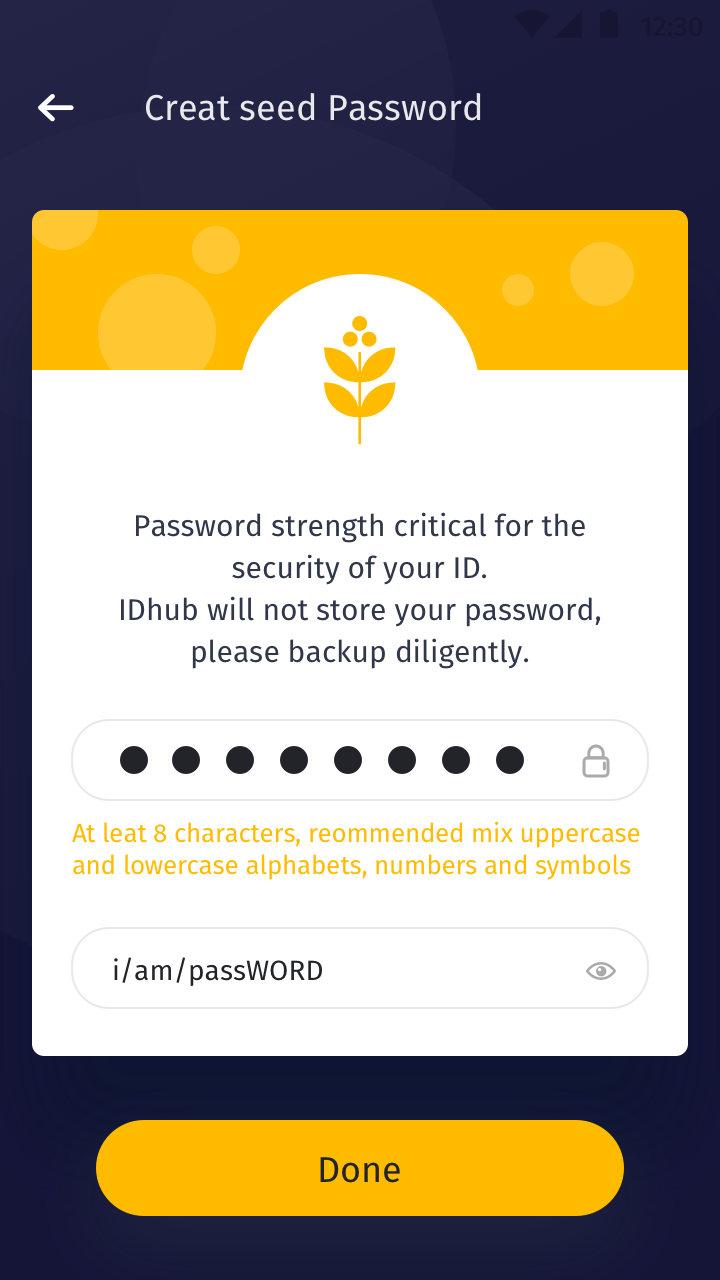 12:30
Creat seed Password
Password strength critical for the
security of your ID.
IDhub will not store your password,
please backup diligently.
At leat 8 characters, reommended mix uppercase
and lowercase alphabets, numbers and symbols
i/am/passWORD
Done